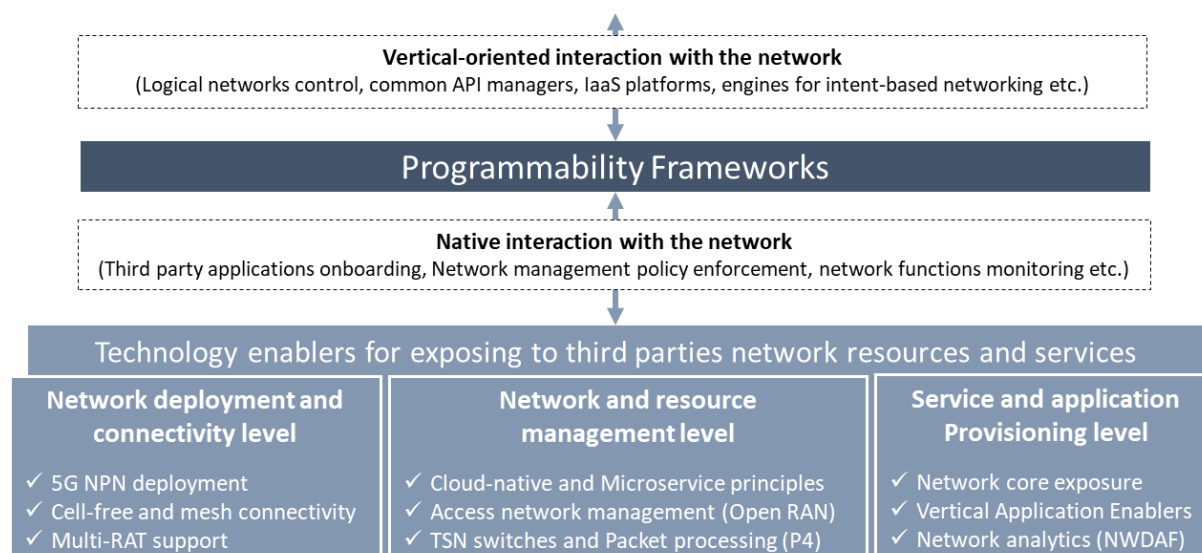 Vertical-oriented interaction with the network
(Logical networks control, common API managers, IaaS platforms, engines for intent-based networking etc.)
Programmability Frameworks
Native interaction with the network
(Third party applications onboarding, Network management policy enforcement, network functions monitoring etc.)
Technology enablers for exposing to third parties network resources and services
Network deployment and
connectivity level
✓ 5G NPN deployment
✓ Cell-free and mesh connectivity
✓ Multi-RAT support
Network and resource
management level
✓ Cloud-native and Microservice principles
✓ Access network management (Open RAN)
✓ TSN switches and Packet processing (P4)
Service and application
Provisioning level
✓ Network core exposure
✓ Vertical Application Enablers
✓ Network analytics (NWDAF)